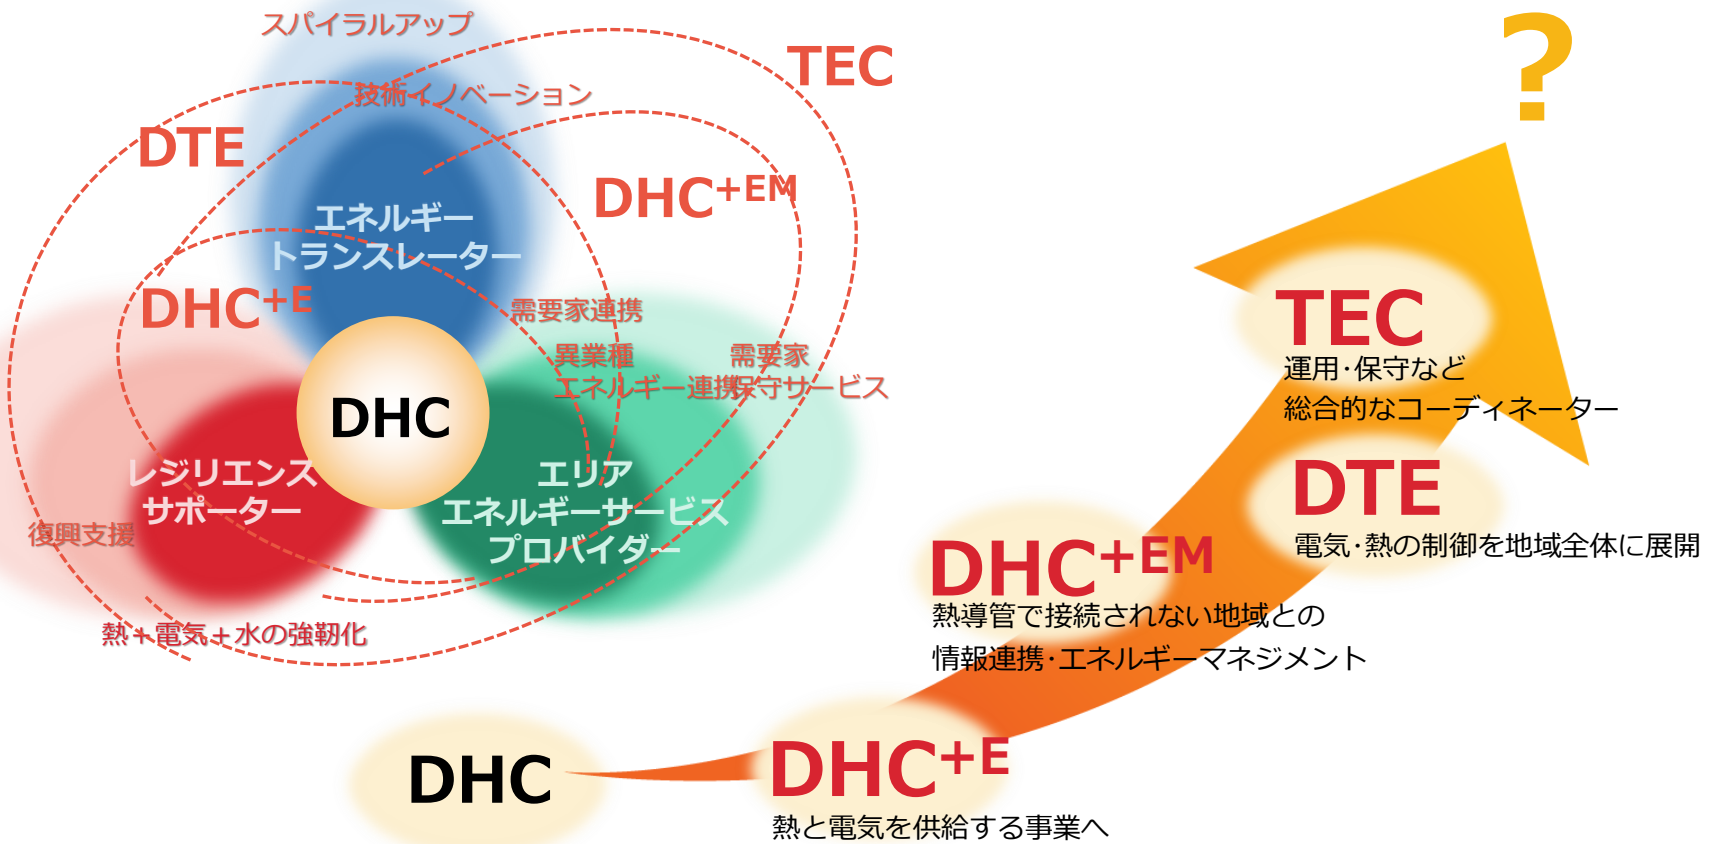 スパイラルアップ
TEC
技術イノベーション
DTE
DHC+EM
エネルギー
トランスレーター
DHC+E
需要家連携
異業種
エネルギー連携
需要家
保守サービス
DHC
レジリエンス
サポーター
エリア
エネルギーサービス
プロバイダー
復興支援
熱+電気+水の強靭化
?
TEC
運用・保守など
総合的なコーディネーター
DTE
電気・熱の制御を地域全体に展開
DHC+EM
熱導管で接続されない地域との
情報連携・エネルギーマネジメント
DHC
DHC+E
熱と電気を供給する事業へ